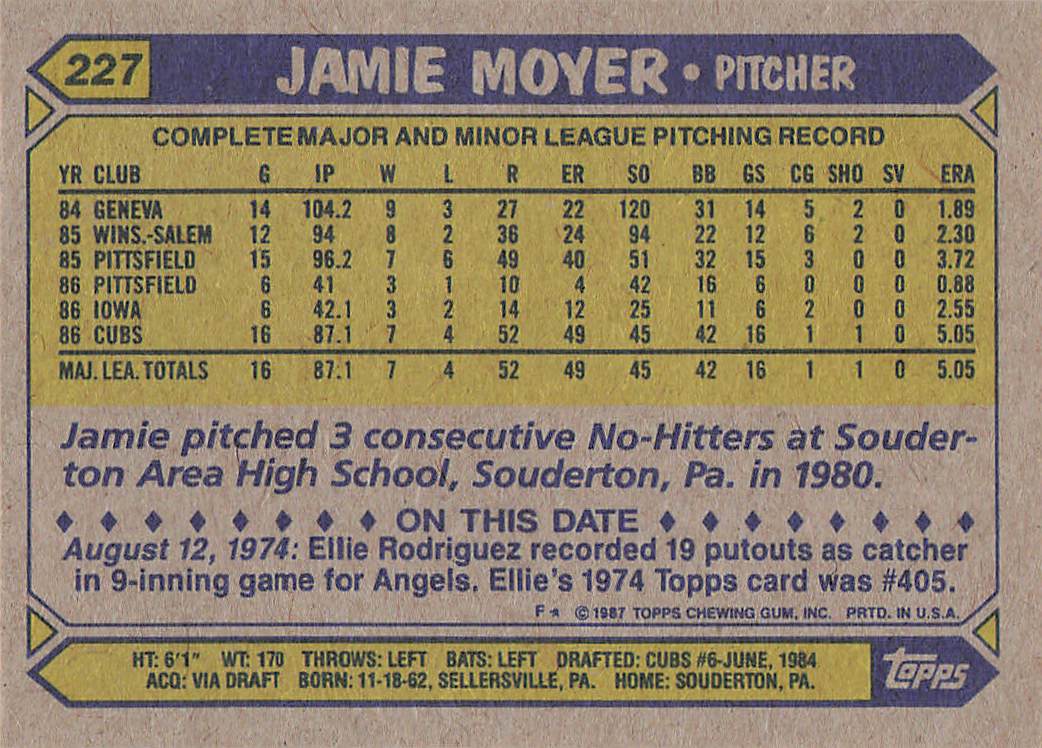 227 JAMIE MOYER • PITCHER
COMPLETE MAJOR AND MINOR LEAGUE PITCHING RECORD
YR CLUB G IP W L R ER SO BB GS CG SHO SV ERA
84 GENEVA 14 104.2 9 3 27 22 120 31 14 5 2 0 1.89
85 WINS.-SALEM 12 94 8 2 36 24 94 22 12 6 2 0 2.30
85 PITTSFIELD 15 96.2 7 6 49 40 51 32 15 3 0 0 3.72
86 PITTSFIELD 6 41 3 1 10 4 42 16 6 0 0 0 0.88
86 IOWA 6 42.1 3 2 14 12 25 11 6 2 0 0 2.55
86 CUBS 16 87.1 7 4 52 49 45 42 16 1 1 0 5.05
MAJ. LEA. TOTALS 16 87.1 7 4 52 49 45 42 16 1 1 0 5.05
Jamie pitched 3 consecutive No-Hitters at Souder-
ton Area High School, Souderton, Pa. in 1980.
♦ ♦ ♦ ♦ ♦ ♦ ♦ ♦ ON THIS DATE ♦ ♦ ♦ ♦ ♦ ♦ ♦ ♦
August 12, 1974: Ellie Rodriguez recorded 19 putouts as catcher
in 9-inning game for Angels. Ellie's 1974 Topps card was #405.
F* © 1987 TOPPS CHEWING GUM, INC. PRTD. IN U.S.A.
HT: 6'1" WT: 170 THROWS: LEFT BATS: LEFT DRAFTED: CUBS #6-JUNE, 1984
ACQ: VIA DRAFT BORN: 11-18-62, SELLERSVILLE, PA. HOME: SOUDERTON, PA.
topps